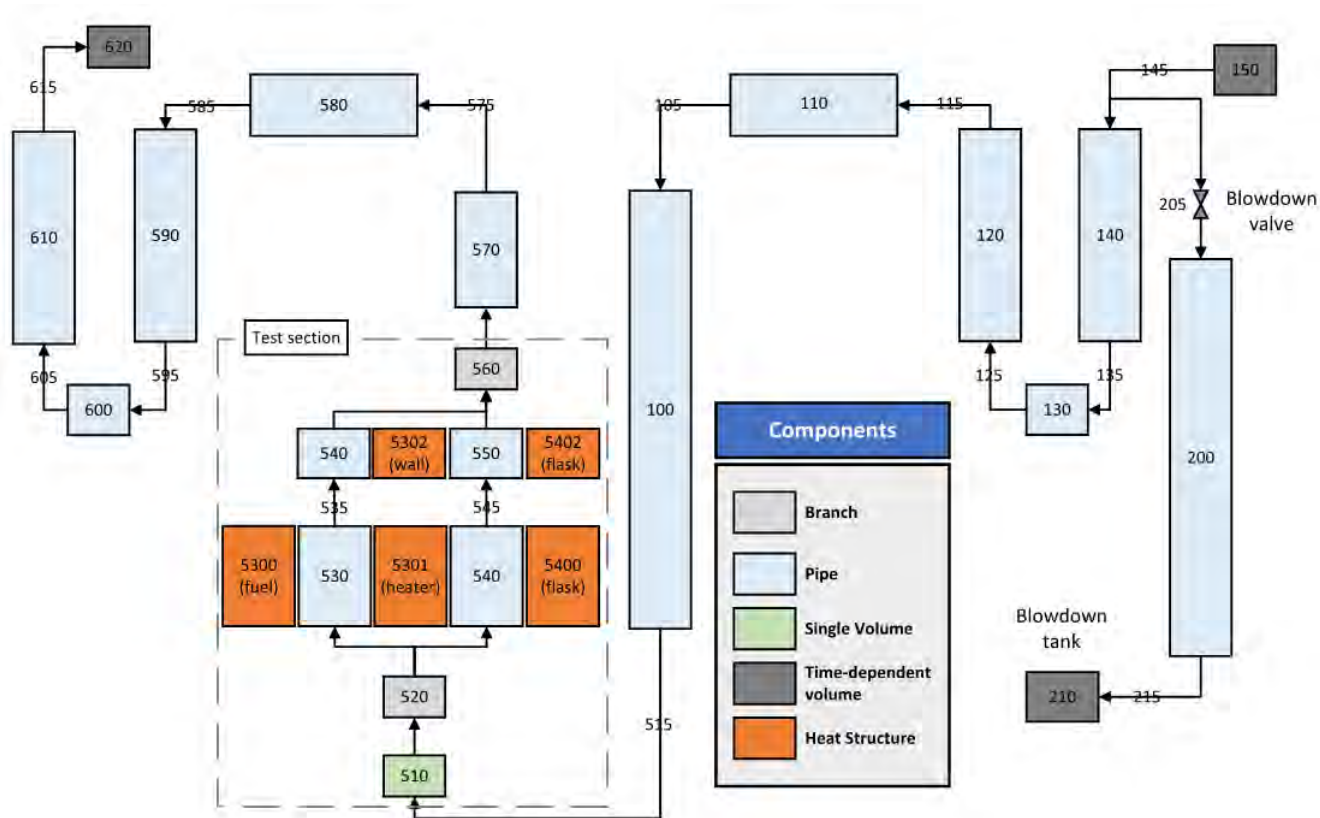 620
615
585
580
575
105
110
115
145
150
610
590
570
120
140
205
Blowdown
valve
Test section
560
605
600
595
100
125
130
135
200
540
5302
(wall)
550
5402
(flask)
535
545
5300
(fuel)
530
5301
(heater)
540
5400
(flask)
520
510
515
Components
Branch
Pipe
Single Volume
Time-dependent
volume
Heat Structure
Blowdown
tank
210
215